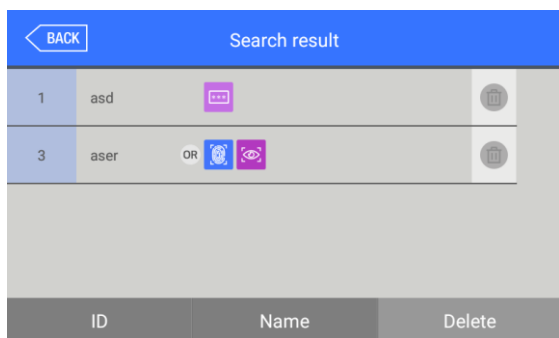 BACK Search result
1 asd
3 aser OR
ID Name Delete